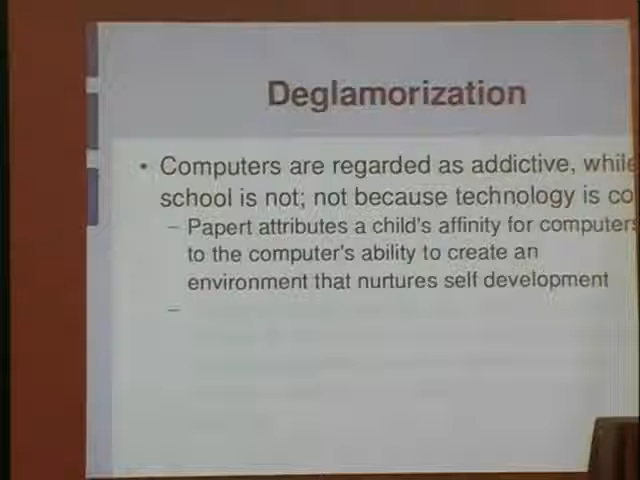 Deglamorization
• Computers are regarded as addictive, while
school is not; not because technology is co
– Papert attributes a child's affinity for computers
to the computer's ability to create an
environment that nurtures self development
–